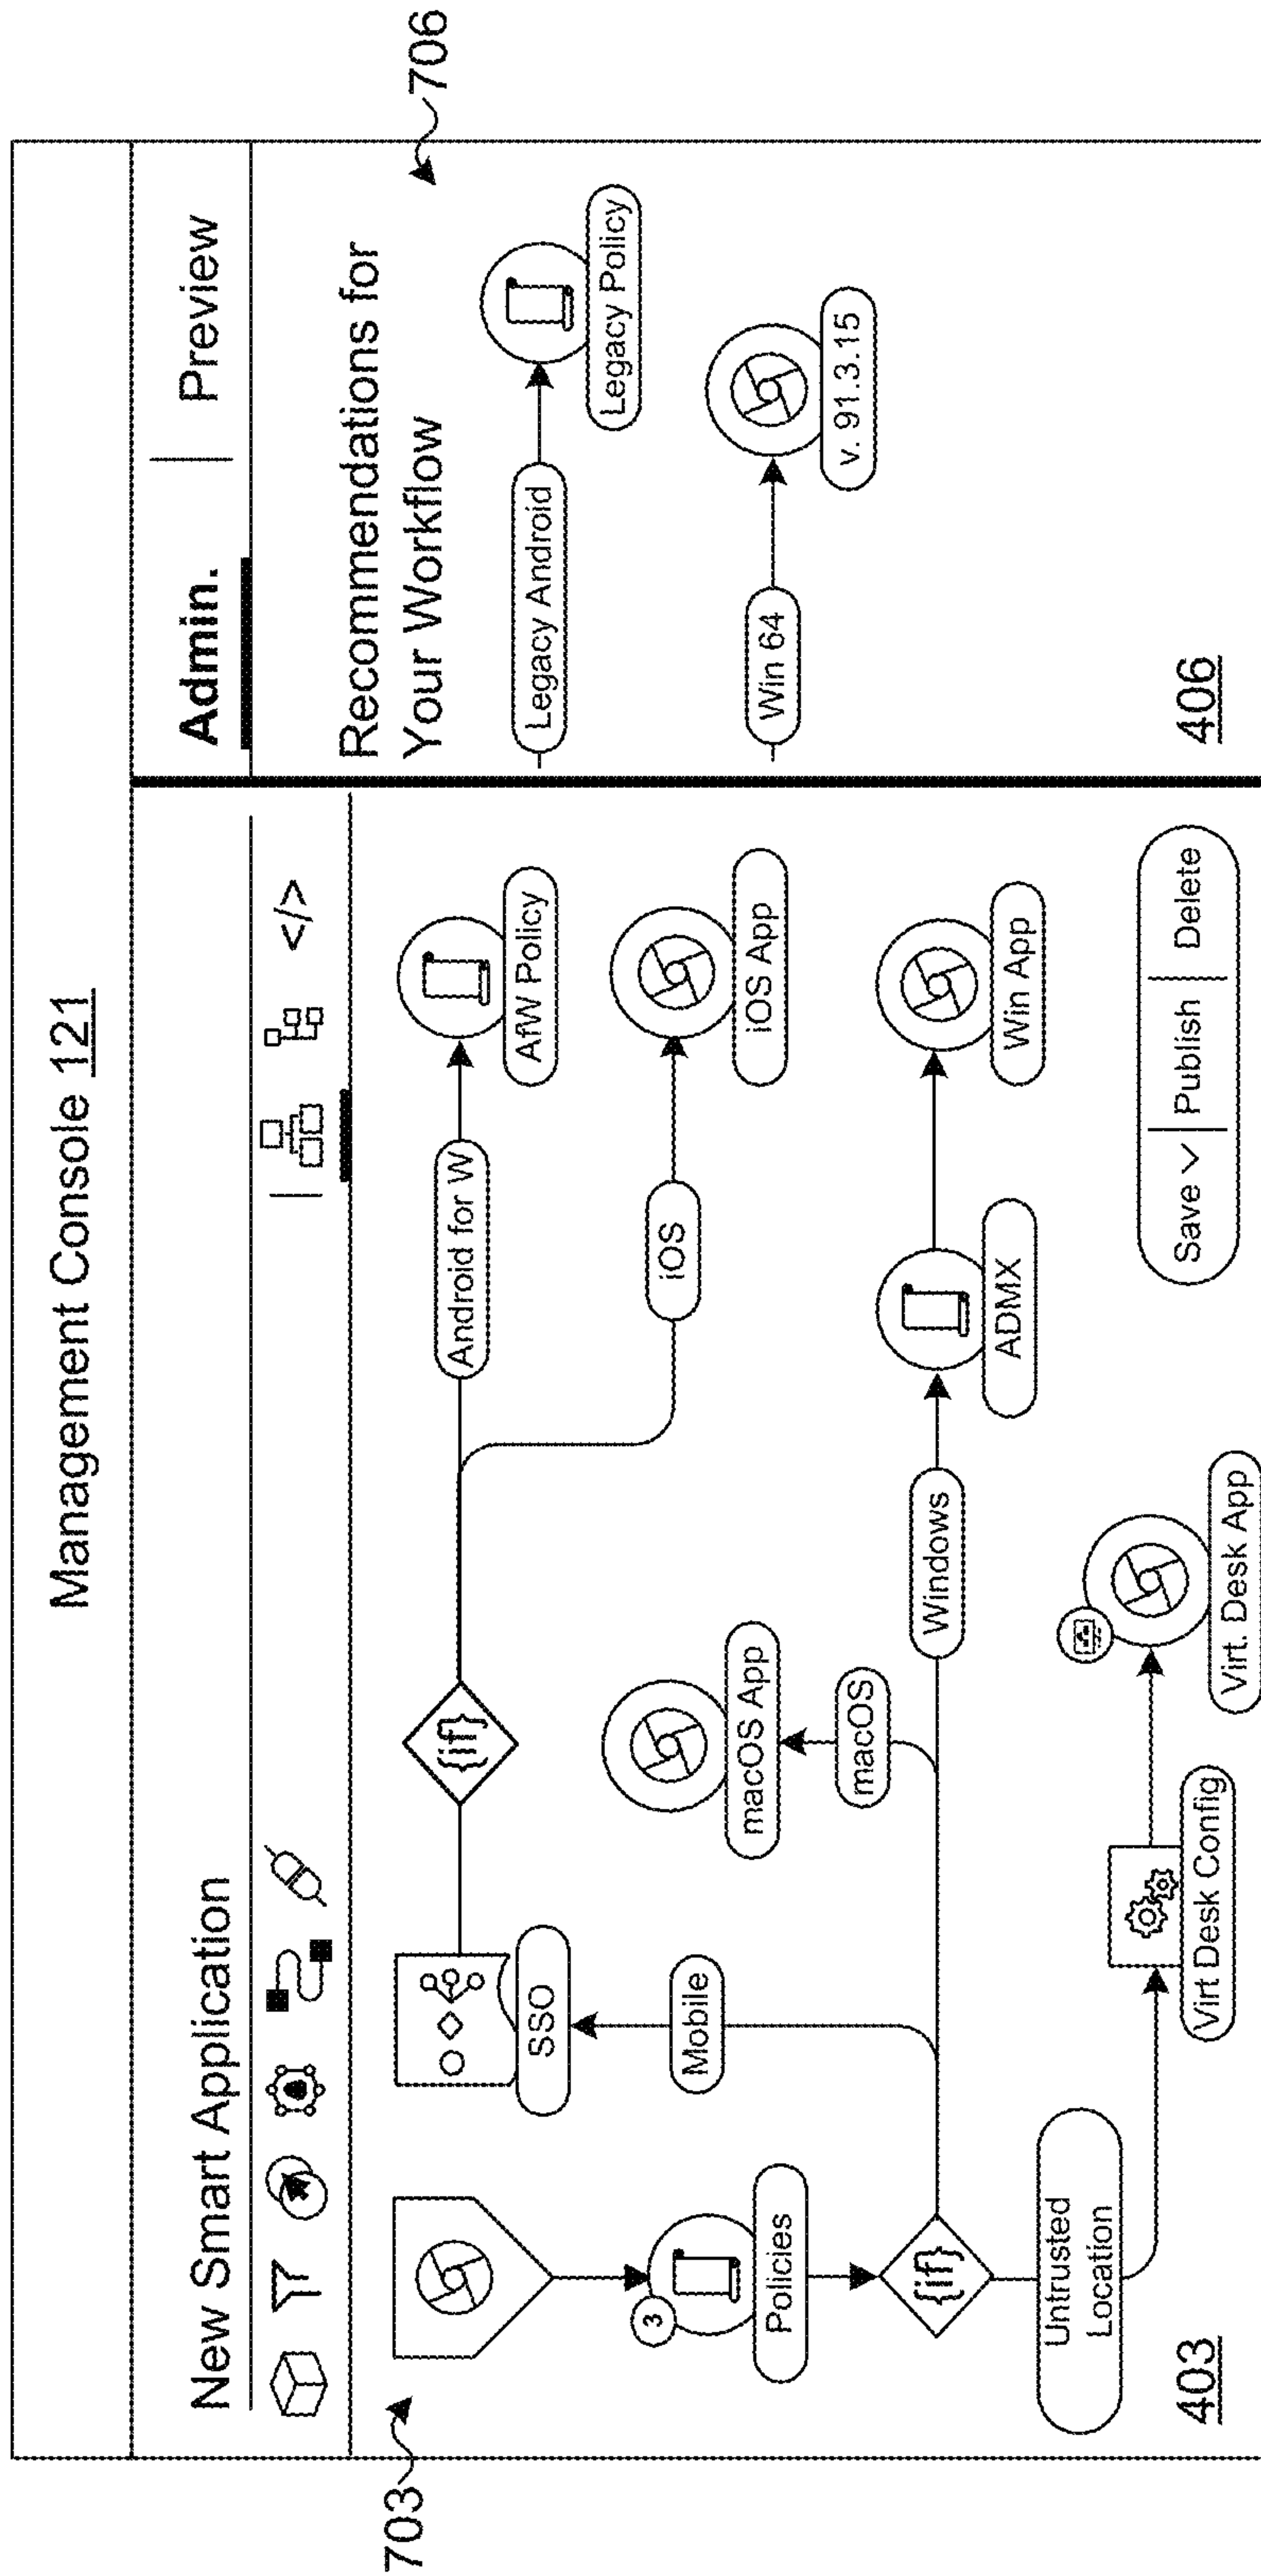 Management Console 121
New Smart Application
Admin.
Preview
</>
703
706
Recommendations for
Your Workflow
{if}
Android for W
AfW Policy
SSO
iOS
iOS App
Legacy Android
Legacy Policy
Mobile
macOS App
macOS
3
Policies
{if}
Windows
ADMX
Win App
Win 64
v. 91.3.15
Untrusted
Location
Virt Desk Config
Virt. Desk App
Save
Publish
Delete
403
406